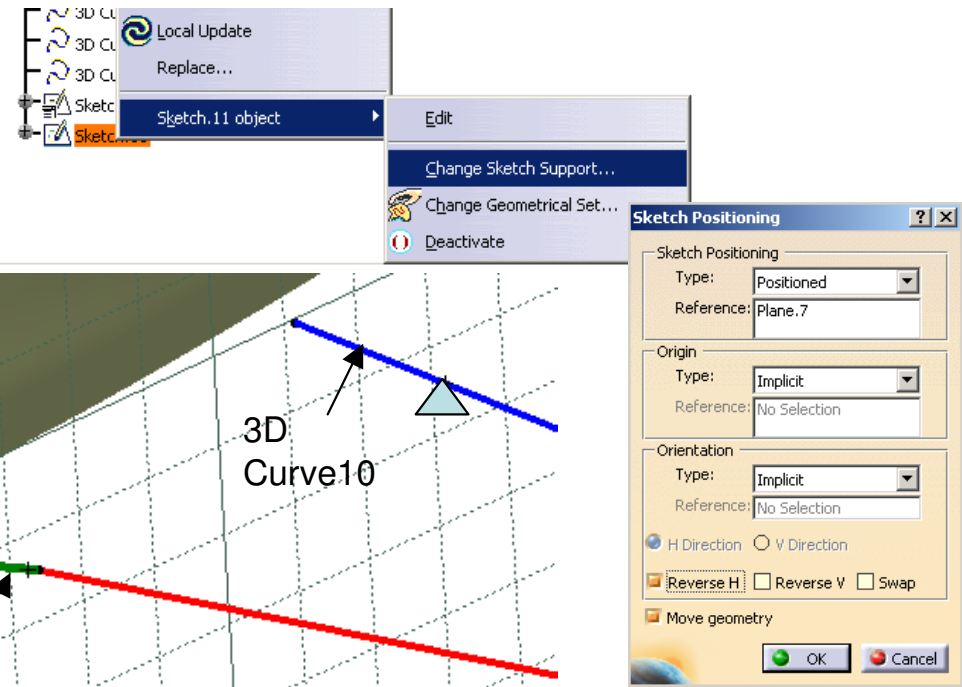 3D Cu
3D Cu
3D Cu
Sketc
Sketc
Local Update
Replace...
Sketch.11 object
Edit
Change Sketch Support...
Change Geometrical Set...
Deactivate
3D
Curve10
Sketch Positioning
Sketch Positioning
Type: Positioned
Reference: Plane.7
Origin
Type: Implicit
Reference: No Selection
Orientation
Type: Implicit
Reference: No Selection
H Direction V Direction
Reverse H Reverse V Swap
Move geometry
OK Cancel